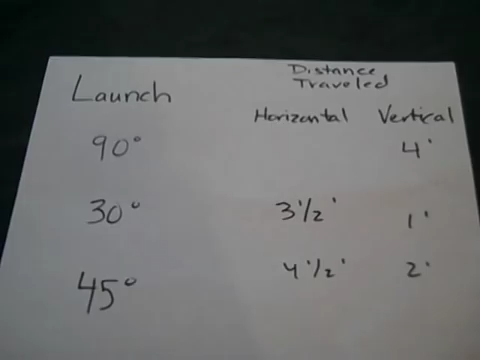 Launch
Distance
Traveled
Horizontal Vertical
90° 4'
30° 3 1/2' 1'
45° 4 1/2' 2'